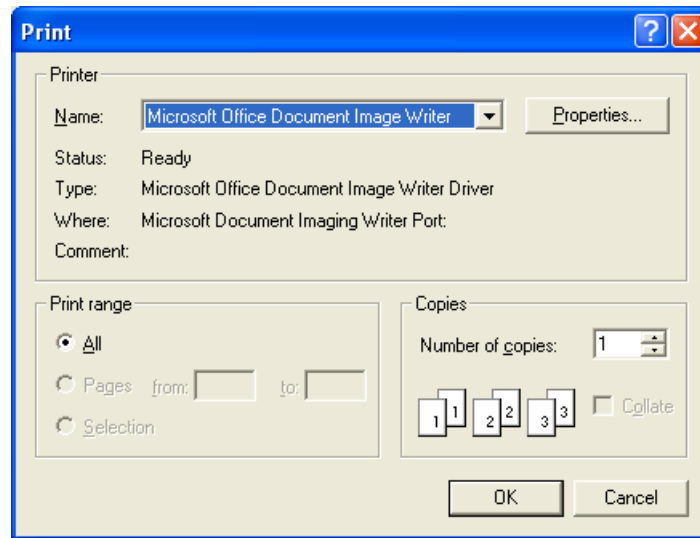 Print
Printer
Name: Microsoft Office Document Image Writer Properties...
Status: Ready
Type: Microsoft Office Document Image Writer Driver
Where: Microsoft Document Imaging Writer Port:
Comment:
Print range
All
Pages from: to:
Selection
Copies
Number of copies: 1
1 1 2 2 3 3 Collate
OK Cancel